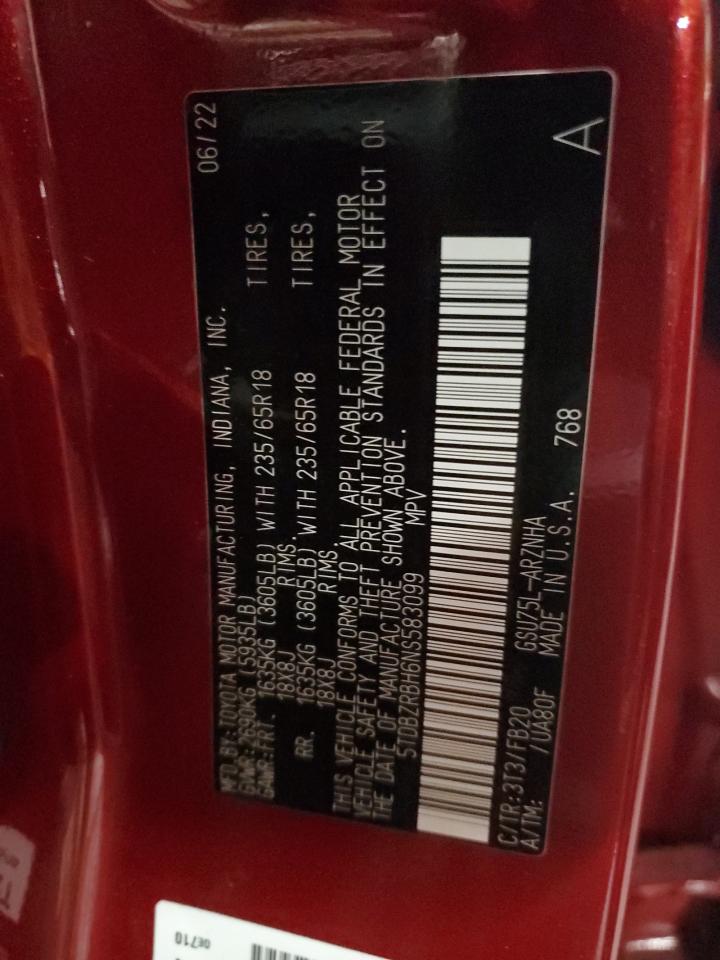 MFD BY: TOYOTA MOTOR MANUFACTURING, INDIANA, INC. 06/22
GVWR: 2690KG (5935LB)
GAWR: FRT. 1635KG (3605LB) WITH 235/65R18 TIRES,
18X8J RIMS
RR. 1635KG (3605LB) WITH 235/65R18 TIRES,
18X8J RIMS
THIS VEHICLE CONFORMS TO ALL APPLICABLE FEDERAL MOTOR
VEHICLE SAFETY AND THEFT PREVENTION STANDARDS IN EFFECT ON
THE DATE OF MANUFACTURE SHOWN ABOVE.
5TDBZRBH6NS583099 MPV
C/TR: 3T3/FB20 GSU75L-ARZNHA
A/TM: /UA80F MADE IN U.S.A. 768 A
0E710